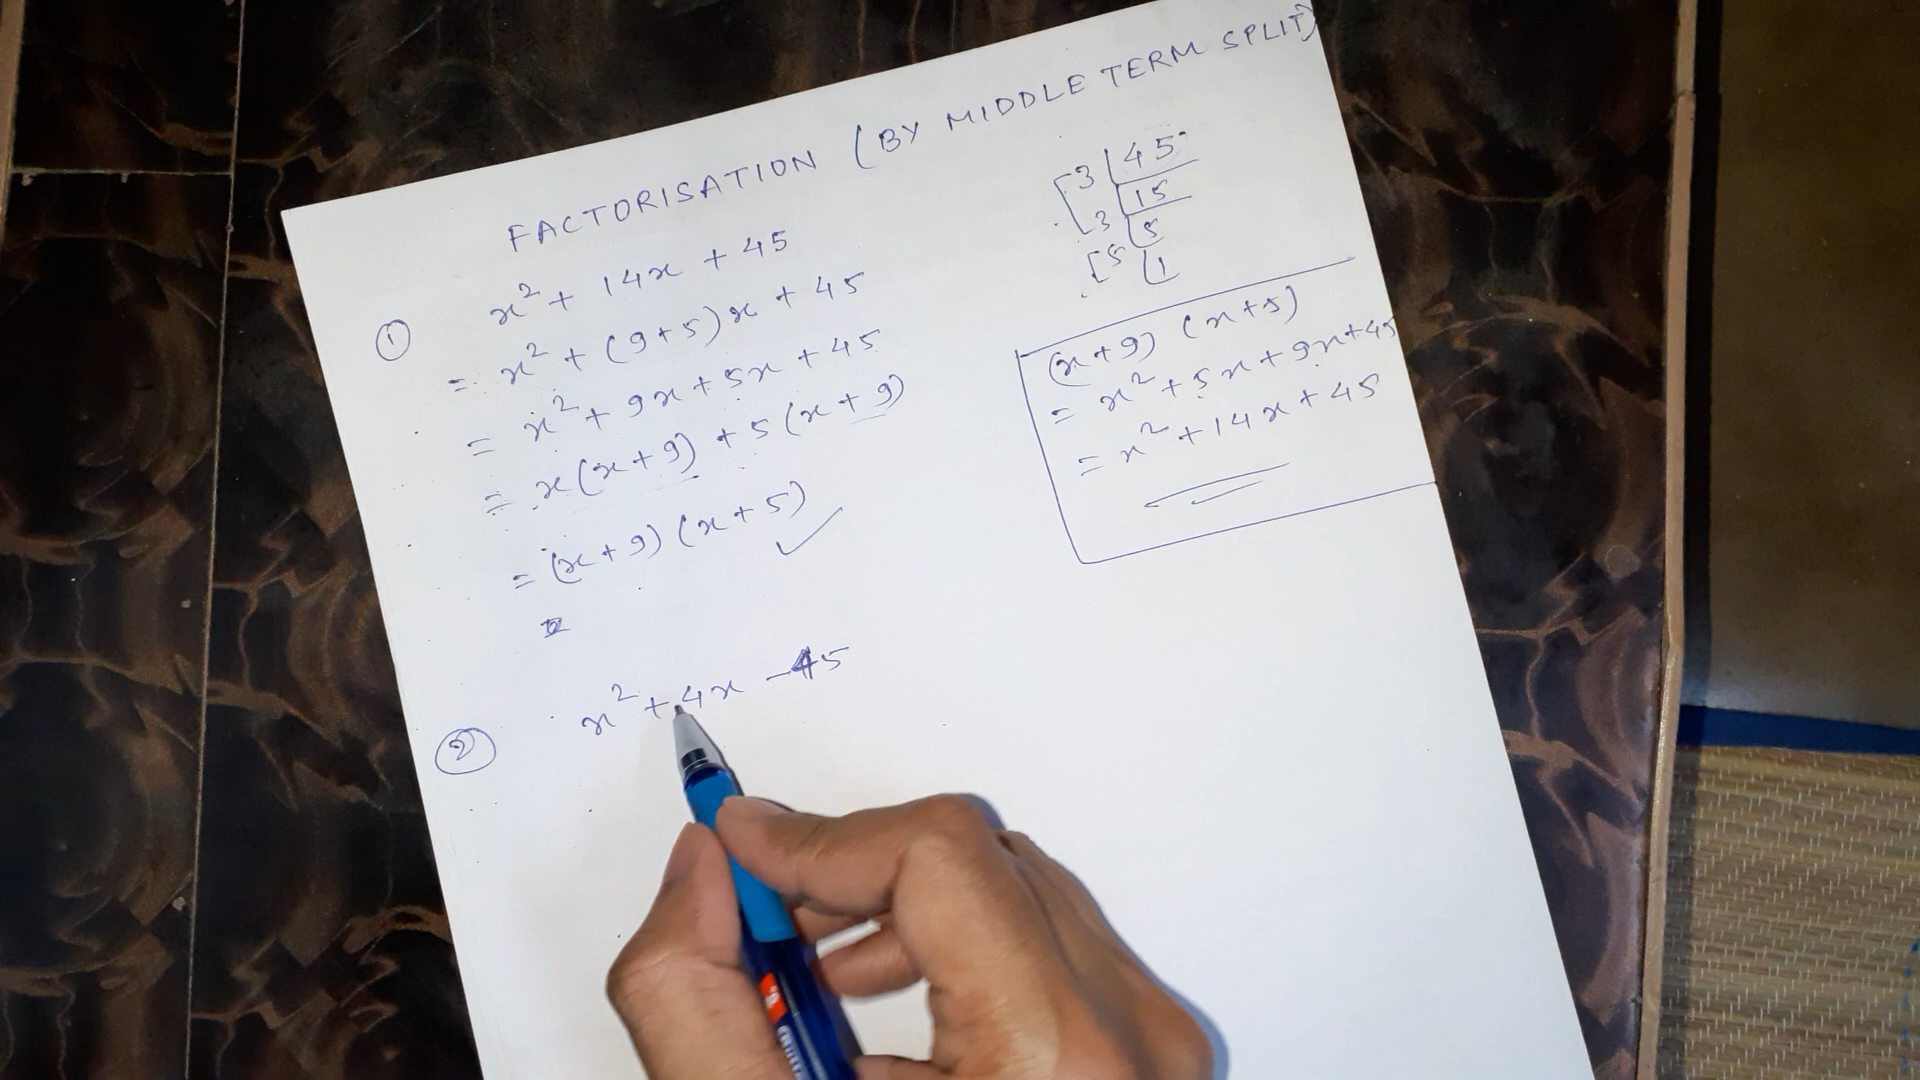 FACTORISATION (BY MIDDLE TERM SPLIT)
① x² + 14x + 45
= x² + (9+5)x + 45
= x² + 9x + 5x + 45
= x(x+9) + 5(x+9)
= (x+9)(x+5)
3 45
3 15
5 5
1
(x+9)(x+5)
= x² + 5x + 9x + 45
= x² + 14x + 45
② x² + 4x - 45